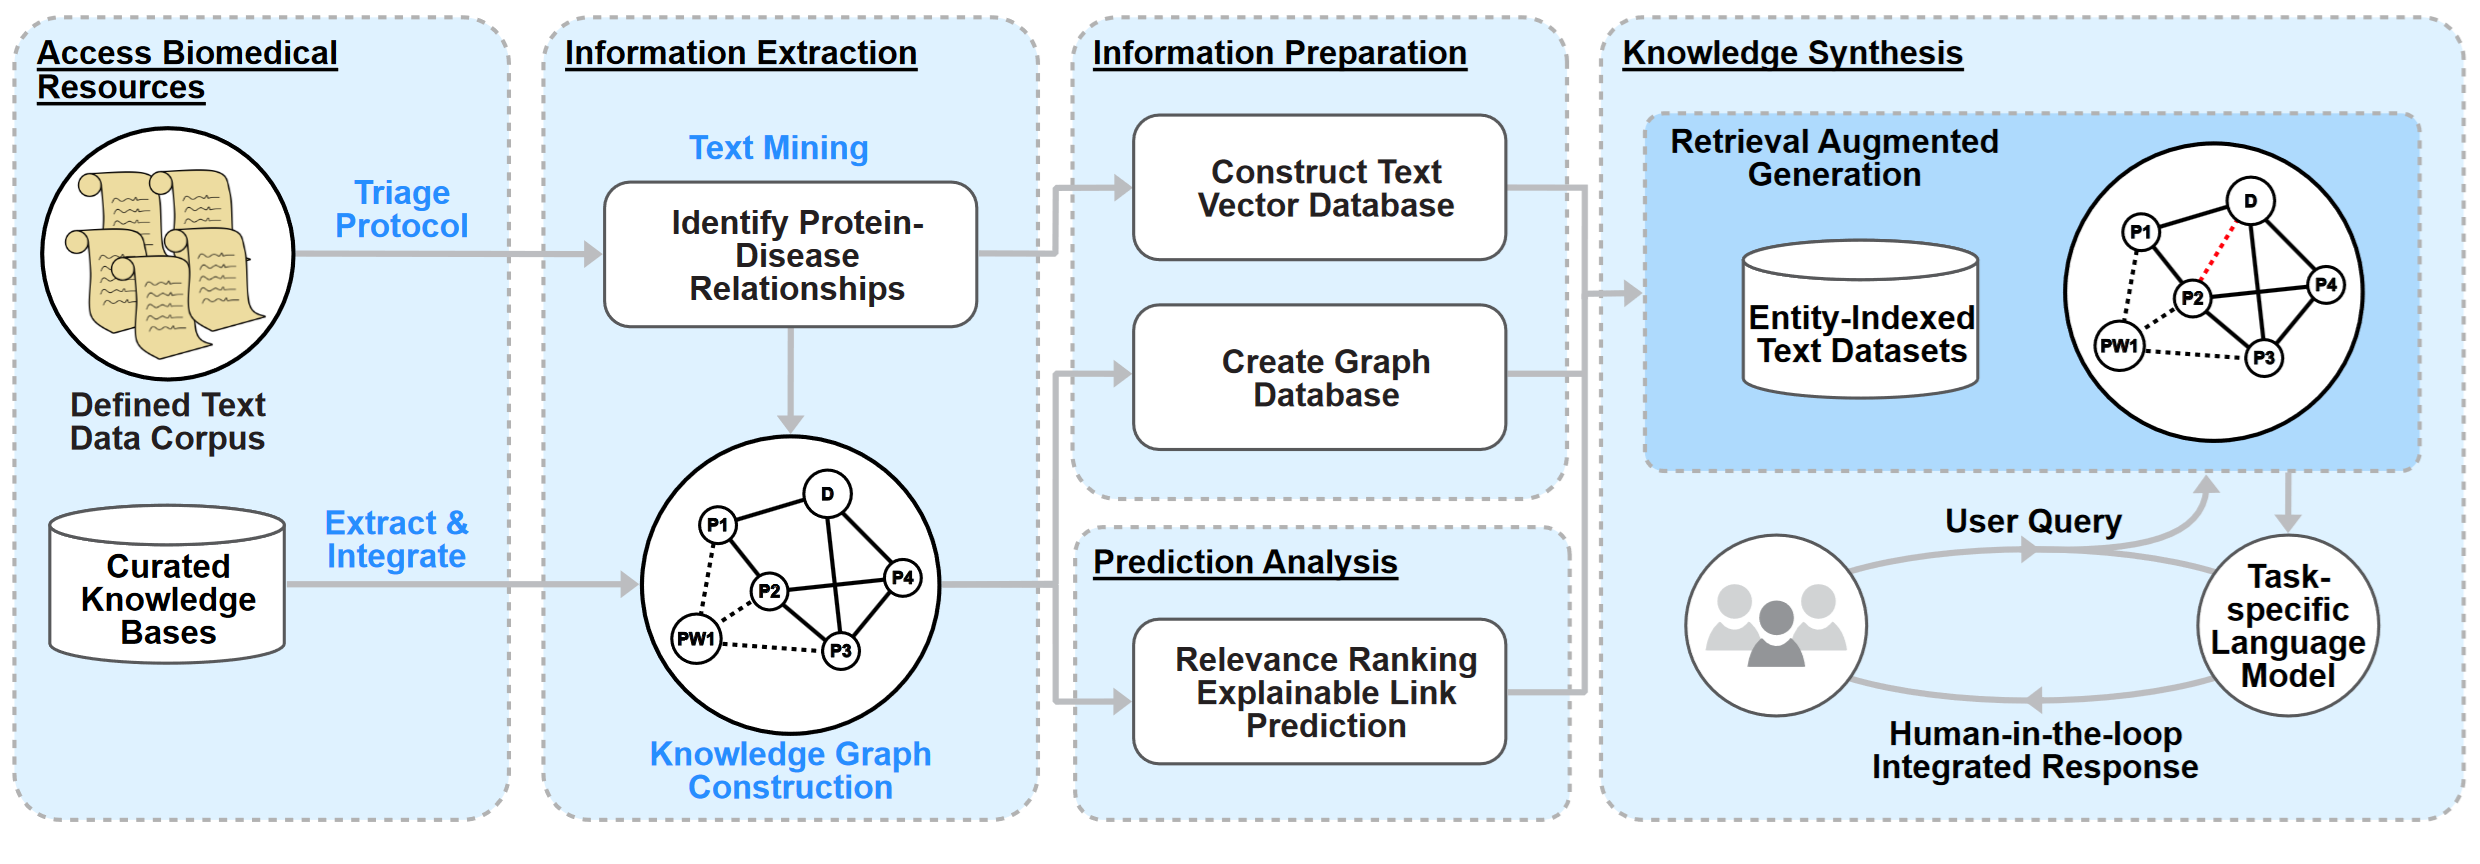 Access Biomedical
Resources
Triage
Protocol
Defined Text
Data Corpus
Extract &
Integrate
Curated
Knowledge
Bases
Information Extraction
Text Mining
Identify Protein-
Disease
Relationships
D
P1
P2
P4
PW1
P3
Knowledge Graph
Construction
Information Preparation
Construct Text
Vector Database
Create Graph
Database
Prediction Analysis
Relevance Ranking
Explainable Link
Prediction
Knowledge Synthesis
Retrieval Augmented
Generation
Entity-Indexed
Text Datasets
D
P1
P2
P4
PW1
P3
User Query
Task-
specific
Language
Model
Human-in-the-loop
Integrated Response